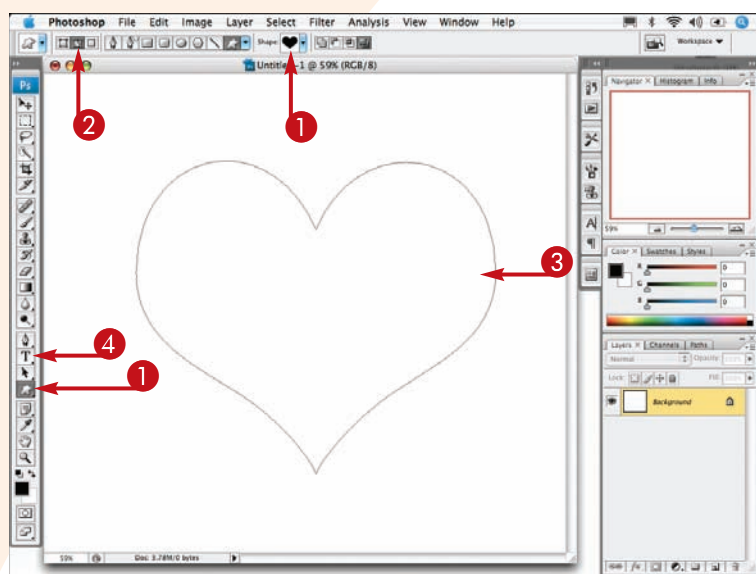 Photoshop File Edit Image Layer Select Filter Analysis View Window Help
Shape:
Workspace
Untitled-1 @ 59% (RGB/8)
1
2
Ps
Navigator Histogram Info
59%
Color Swatches Styles
R 0
G 0
B 0
3
4
T
1
A
Layers Channels Paths
Normal Opacity:
Lock: Fill:
Background
59% Doc: 3.78M/0 bytes
fx